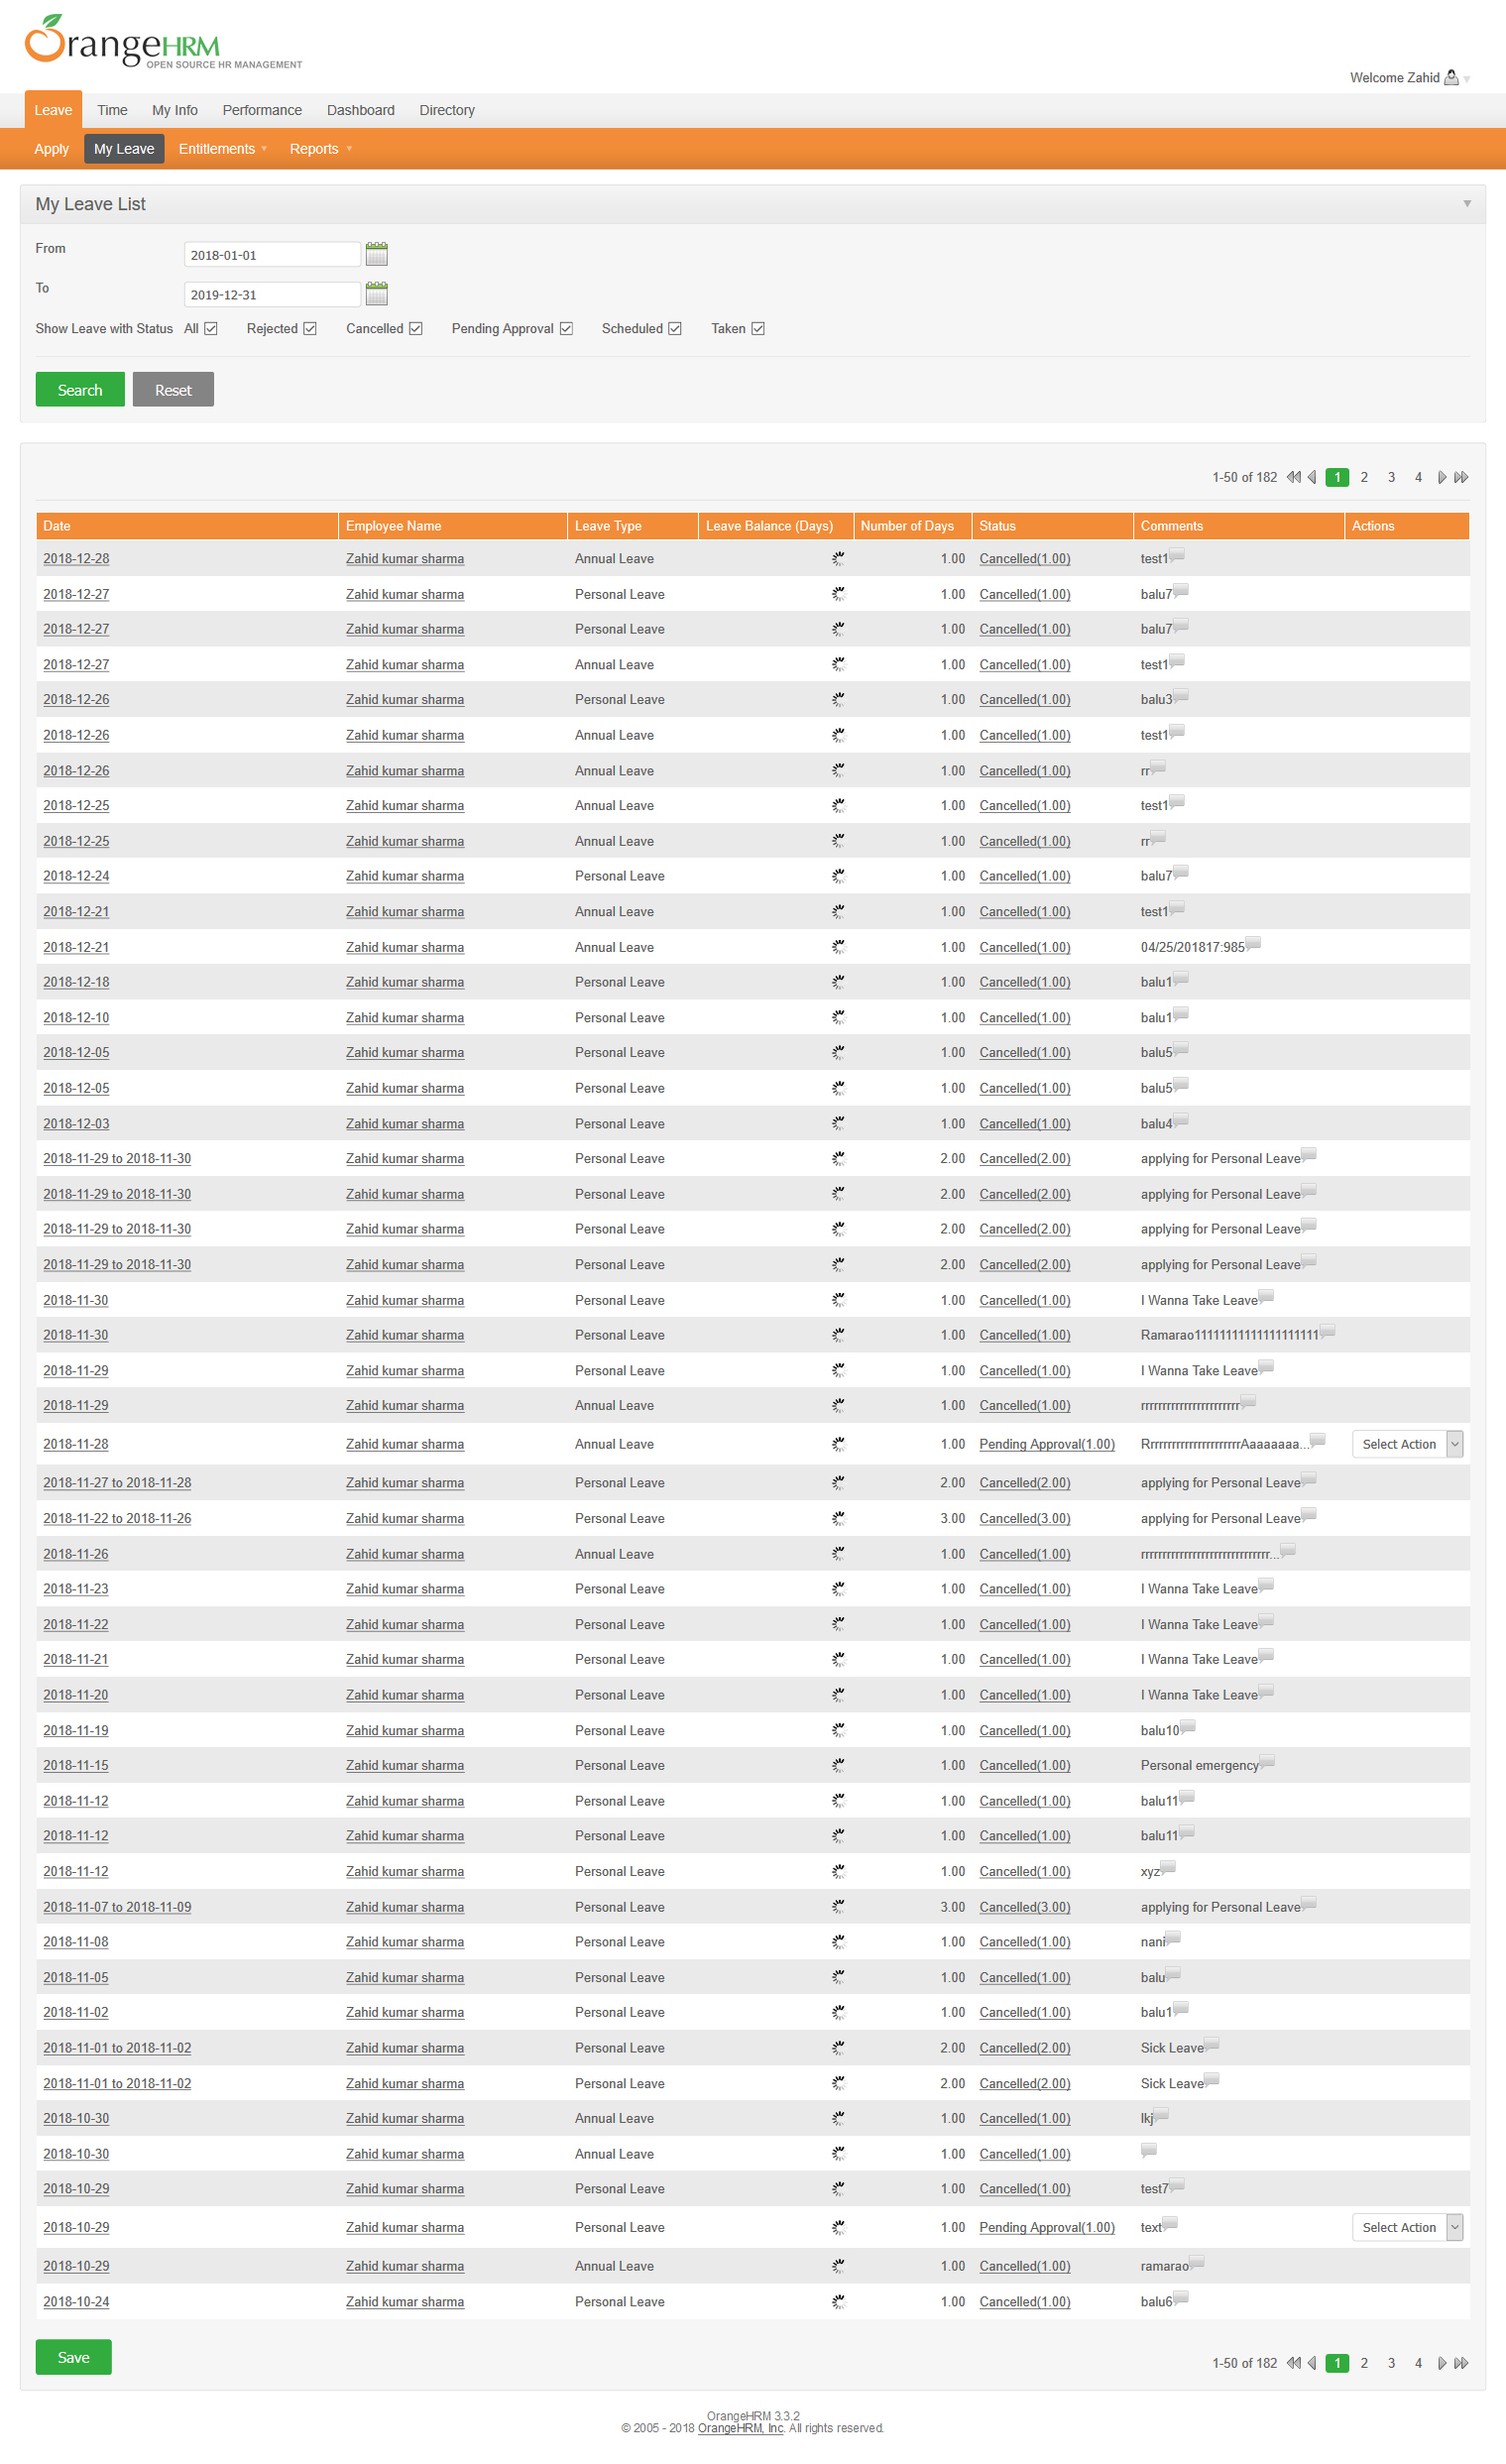 OrangeHRM
OPEN SOURCE HR MANAGEMENT
Welcome Zahid
Leave Time My Info Performance Dashboard Directory
Apply My Leave Entitlements Reports
My Leave List
From 2018-01-01
To 2019-12-31
Show Leave with Status All Rejected Cancelled Pending Approval Scheduled Taken
Search Reset
1-50 of 182 1 2 3 4
Date Employee Name Leave Type Leave Balance (Days) Number of Days Status Comments Actions
2018-12-28 Zahid kumar sharma Annual Leave 1.00 Cancelled(1.00) test1
2018-12-27 Zahid kumar sharma Personal Leave 1.00 Cancelled(1.00) balu7
2018-12-27 Zahid kumar sharma Personal Leave 1.00 Cancelled(1.00) balu7
2018-12-27 Zahid kumar sharma Annual Leave 1.00 Cancelled(1.00) test1
2018-12-26 Zahid kumar sharma Personal Leave 1.00 Cancelled(1.00) balu3
2018-12-26 Zahid kumar sharma Annual Leave 1.00 Cancelled(1.00) test1
2018-12-26 Zahid kumar sharma Annual Leave 1.00 Cancelled(1.00) rr
2018-12-25 Zahid kumar sharma Annual Leave 1.00 Cancelled(1.00) test1
2018-12-25 Zahid kumar sharma Annual Leave 1.00 Cancelled(1.00) rr
2018-12-24 Zahid kumar sharma Personal Leave 1.00 Cancelled(1.00) balu7
2018-12-21 Zahid kumar sharma Annual Leave 1.00 Cancelled(1.00) test1
2018-12-21 Zahid kumar sharma Annual Leave 1.00 Cancelled(1.00) 04/25/201817:985
2018-12-18 Zahid kumar sharma Personal Leave 1.00 Cancelled(1.00) balu1
2018-12-10 Zahid kumar sharma Personal Leave 1.00 Cancelled(1.00) balu1
2018-12-05 Zahid kumar sharma Personal Leave 1.00 Cancelled(1.00) balu5
2018-12-05 Zahid kumar sharma Personal Leave 1.00 Cancelled(1.00) balu5
2018-12-03 Zahid kumar sharma Personal Leave 1.00 Cancelled(1.00) balu4
2018-11-29 to 2018-11-30 Zahid kumar sharma Personal Leave 2.00 Cancelled(2.00) applying for Personal Leave
2018-11-29 to 2018-11-30 Zahid kumar sharma Personal Leave 2.00 Cancelled(2.00) applying for Personal Leave
2018-11-29 to 2018-11-30 Zahid kumar sharma Personal Leave 2.00 Cancelled(2.00) applying for Personal Leave
2018-11-29 to 2018-11-30 Zahid kumar sharma Personal Leave 2.00 Cancelled(2.00) applying for Personal Leave
2018-11-30 Zahid kumar sharma Personal Leave 1.00 Cancelled(1.00) I Wanna Take Leave
2018-11-30 Zahid kumar sharma Personal Leave 1.00 Cancelled(1.00)
2018-11-29 Zahid kumar sharma Personal Leave 1.00 Cancelled(1.00) I Wanna Take Leave
2018-11-29 Zahid kumar sharma Annual Leave 1.00 Cancelled(1.00)
2018-11-28 Zahid kumar sharma Annual Leave 1.00 Pending Approval(1.00) Select Action
2018-11-27 to 2018-11-28 Zahid kumar sharma Personal Leave 2.00 Cancelled(2.00) applying for Personal Leave
2018-11-22 to 2018-11-26 Zahid kumar sharma Personal Leave 3.00 Cancelled(3.00) applying for Personal Leave
2018-11-26 Zahid kumar sharma Annual Leave 1.00 Cancelled(1.00)
2018-11-23 Zahid kumar sharma Personal Leave 1.00 Cancelled(1.00) I Wanna Take Leave
2018-11-22 Zahid kumar sharma Personal Leave 1.00 Cancelled(1.00) I Wanna Take Leave
2018-11-21 Zahid kumar sharma Personal Leave 1.00 Cancelled(1.00) I Wanna Take Leave
2018-11-20 Zahid kumar sharma Personal Leave 1.00 Cancelled(1.00) I Wanna Take Leave
2018-11-19 Zahid kumar sharma Personal Leave 1.00 Cancelled(1.00) balu10
2018-11-15 Zahid kumar sharma Personal Leave 1.00 Cancelled(1.00) Personal emergency
2018-11-12 Zahid kumar sharma Personal Leave 1.00 Cancelled(1.00) balu11
2018-11-12 Zahid kumar sharma Personal Leave 1.00 Cancelled(1.00) balu11
2018-11-12 Zahid kumar sharma Personal Leave 1.00 Cancelled(1.00) xyz
2018-11-07 to 2018-11-09 Zahid kumar sharma Personal Leave 3.00 Cancelled(3.00) applying for Personal Leave
2018-11-08 Zahid kumar sharma Personal Leave 1.00 Cancelled(1.00) nani
2018-11-05 Zahid kumar sharma Personal Leave 1.00 Cancelled(1.00) balu
2018-11-02 Zahid kumar sharma Personal Leave 1.00 Cancelled(1.00) balu1
2018-11-01 to 2018-11-02 Zahid kumar sharma Personal Leave 2.00 Cancelled(2.00) Sick Leave
2018-11-01 to 2018-11-02 Zahid kumar sharma Personal Leave 2.00 Cancelled(2.00) Sick Leave
2018-10-30 Zahid kumar sharma Annual Leave 1.00 Cancelled(1.00) lkj
2018-10-30 Zahid kumar sharma Annual Leave 1.00 Cancelled(1.00)
2018-10-29 Zahid kumar sharma Personal Leave 1.00 Cancelled(1.00) test7
2018-10-29 Zahid kumar sharma Personal Leave 1.00 Pending Approval(1.00) text Select Action
2018-10-29 Zahid kumar sharma Annual Leave 1.00 Cancelled(1.00) ramarao
2018-10-24 Zahid kumar sharma Personal Leave 1.00 Cancelled(1.00) balu6
Save
1-50 of 182 1 2 3 4
OrangeHRM 3.3.2
© 2005 - 2018 OrangeHRM, Inc. All rights reserved.